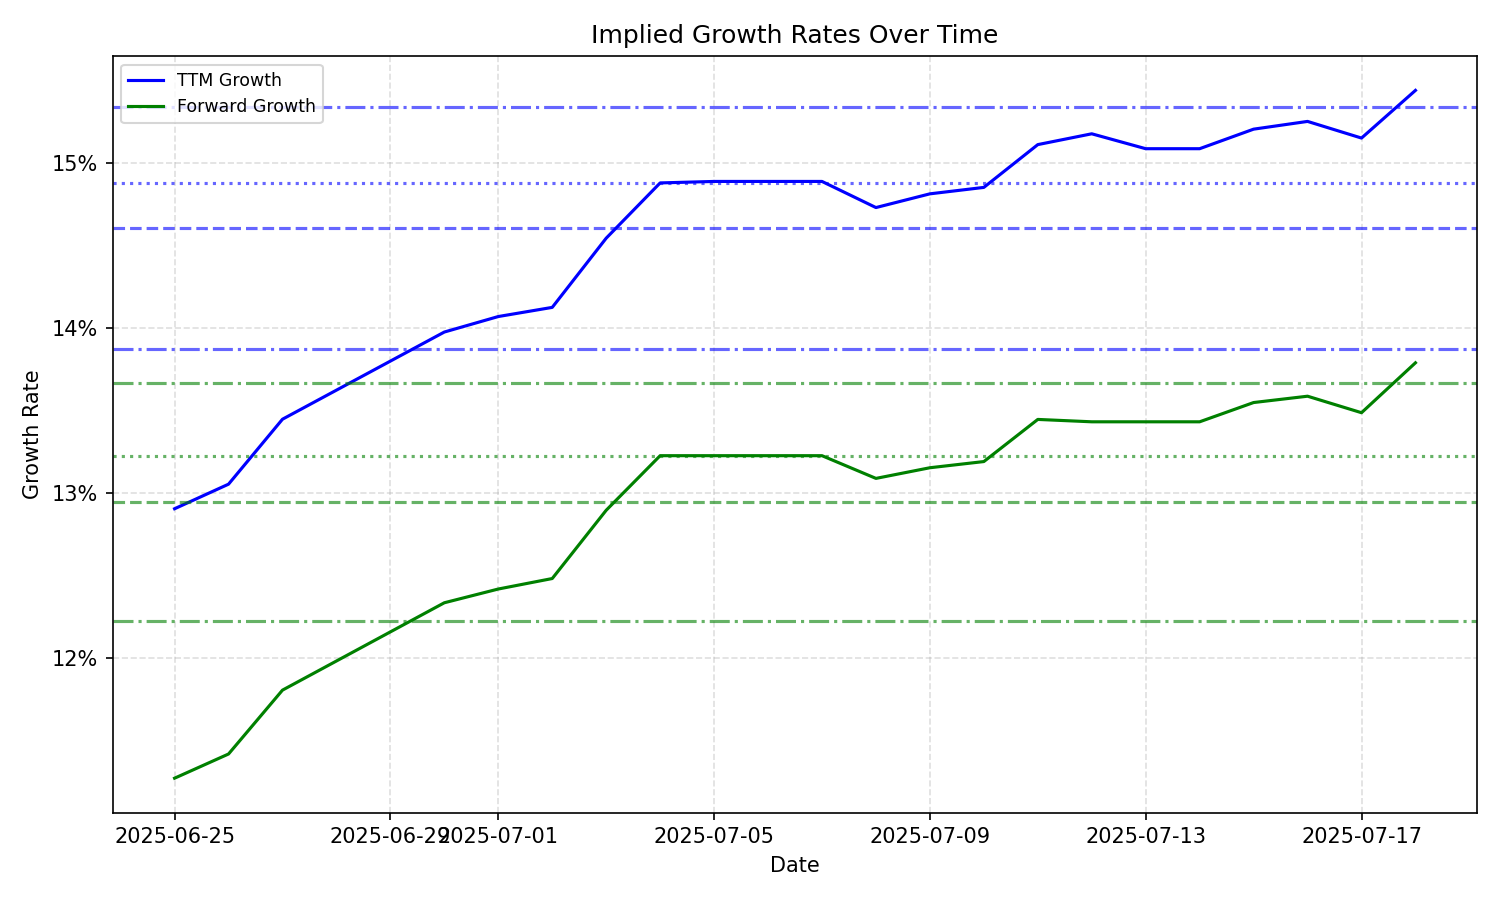 Implied Growth Rates Over Time
TTM Growth
Forward Growth
15%
14%
13%
12%
Growth Rate
2025-06-25
2025-06-29
2025-07-01
2025-07-05
2025-07-09
2025-07-13
2025-07-17
Date